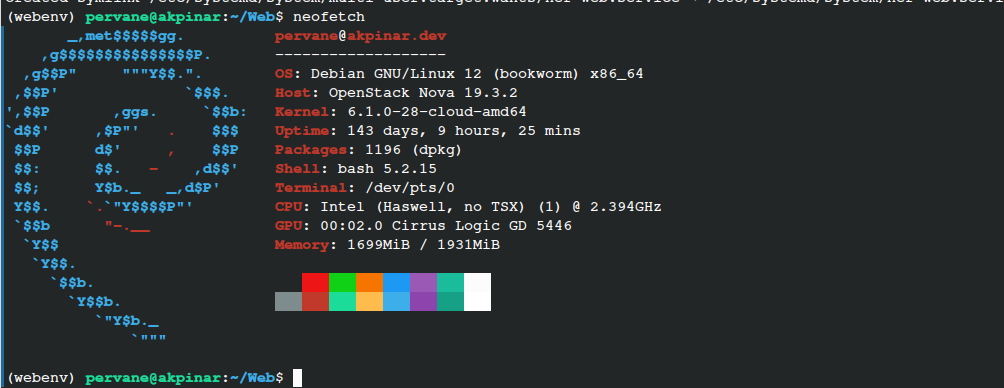 (webenv) pervane@akpinar:~/Web$ neofetch
       _,met$$$$$gg.          pervane@akpinar.dev
    ,g$$$$$$$$$$$$$$$P.       -------------------
  ,g$$P"     """Y$$.".        OS: Debian GNU/Linux 12 (bookworm) x86_64
 ,$$P'              `$$$.     Host: OpenStack Nova 19.3.2
',$$P       ,ggs.     `$$b:   Kernel: 6.1.0-28-cloud-amd64
`d$$'     ,$P"'   .    $$$    Uptime: 143 days, 9 hours, 25 mins
 $$P      d$'     ,    $$P    Packages: 1196 (dpkg)
 $$:      $$.   -    ,d$$'    Shell: bash 5.2.15
 $$;      Y$b._   _,d$P'      Terminal: /dev/pts/0
 Y$$.    `.`"Y$$$$P"'         CPU: Intel (Haswell, no TSX) (1) @ 2.394GHz
 `$$b      "-.__              GPU: 00:02.0 Cirrus Logic GD 5446
  `Y$$                        Memory: 1699MiB / 1931MiB
   `Y$$.
     `$$b.
       `Y$$b.
          `"Y$b._
              `"""
(webenv) pervane@akpinar:~/Web$